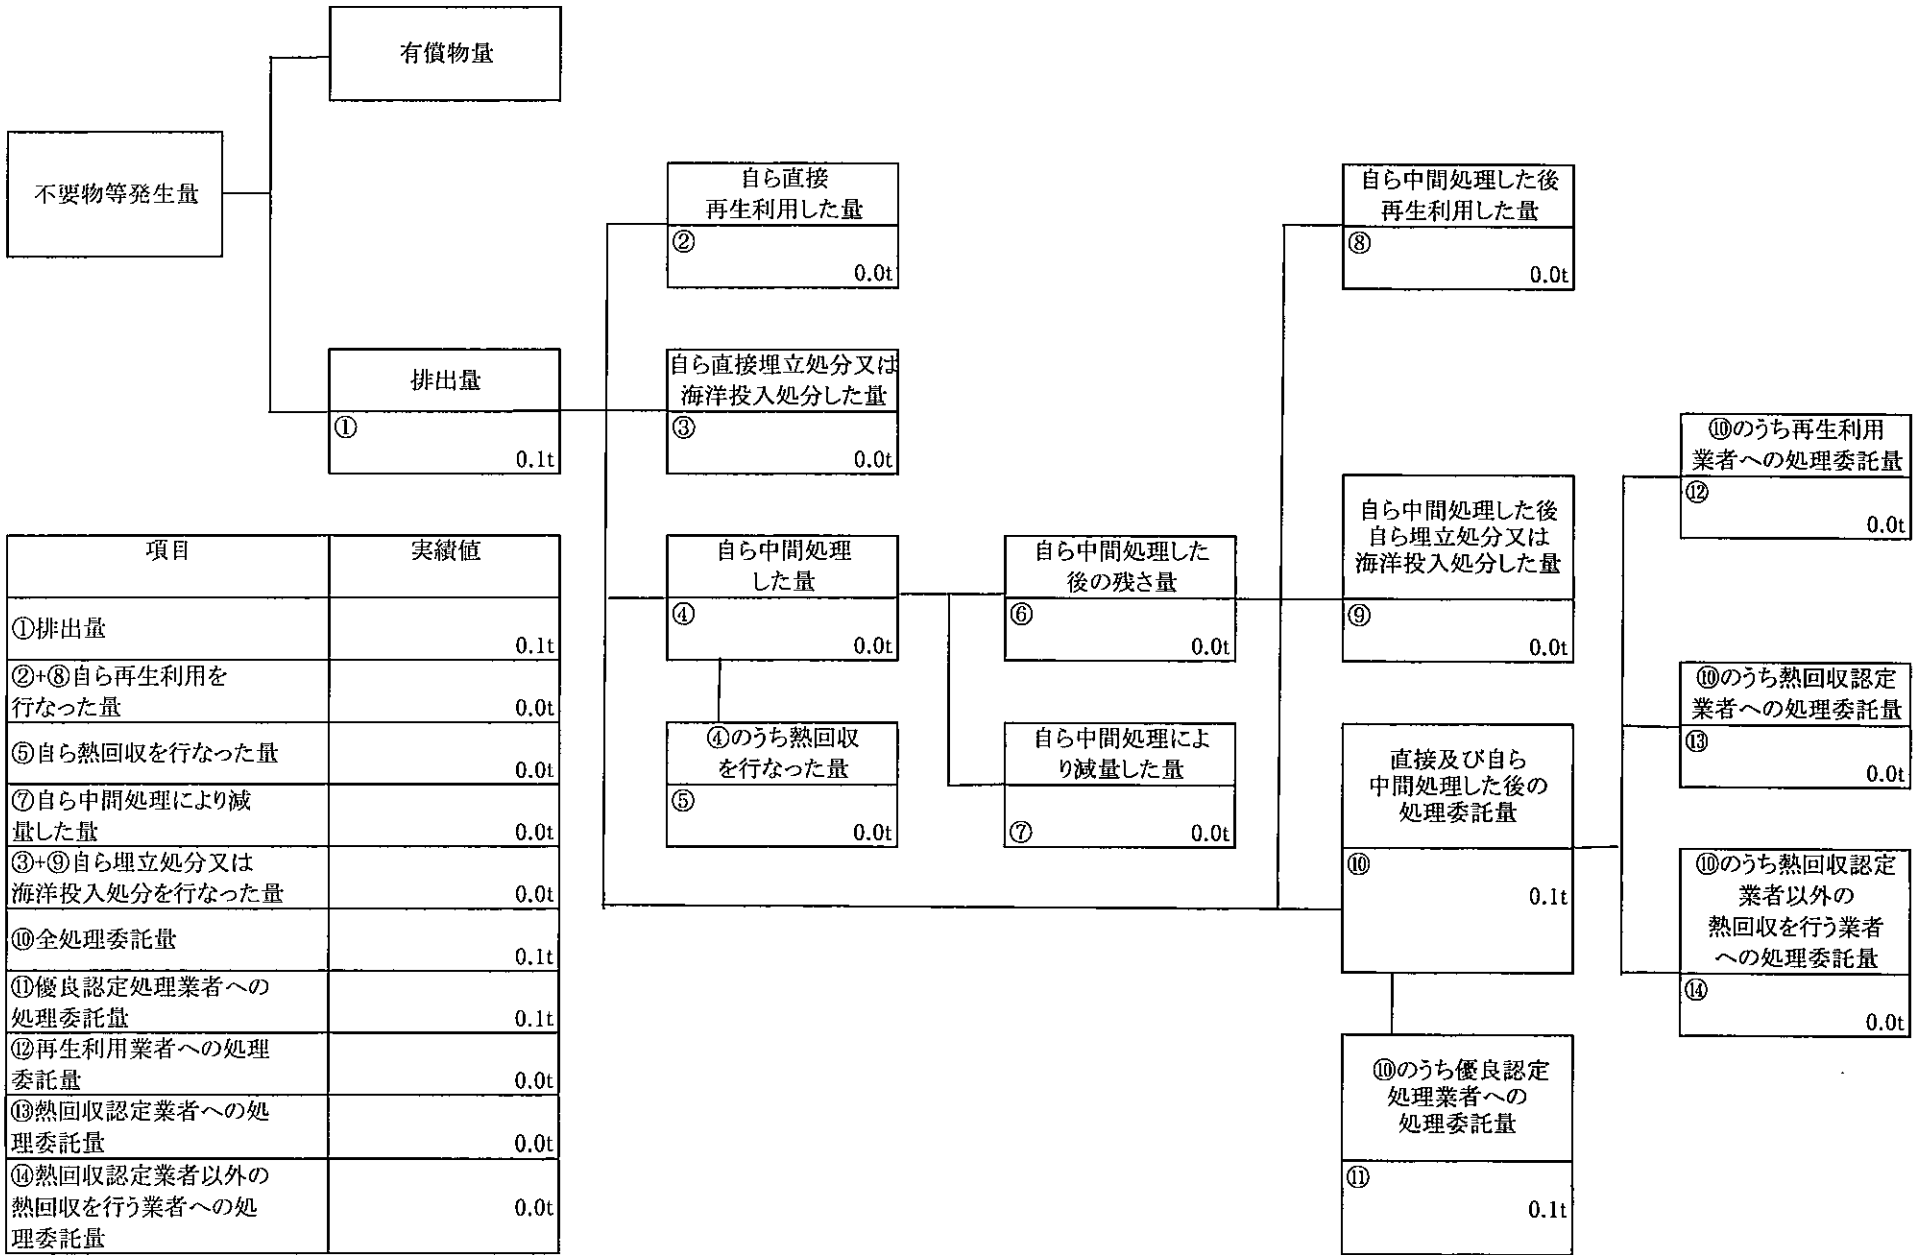 有償物量
不要物等発生量
自ら直接
再生利用した量
②
0.0t
自ら中間処理した後
再生利用した量
⑧
0.0t
排出量
①
0.1t
自ら直接埋立処分又は
海洋投入処分した量
③
0.0t
⑩のうち再生利用
業者への処理委託量
⑫
0.0t
自ら中間処理
した量
④
0.0t
自ら中間処理した
後の残さ量
⑥
0.0t
自ら中間処理した後
自ら埋立処分又は
海洋投入処分した量
⑨
0.0t
⑩のうち熱回収認定
業者への処理委託量
⑬
0.0t
④のうち熱回収
を行なった量
⑤
0.0t
自ら中間処理によ
り減量した量
⑦
0.0t
直接及び自ら
中間処理した後の
処理委託量
⑩
0.1t
⑩のうち熱回収認定
業者以外の
熱回収を行う業者
への処理委託量
⑭
0.0t
⑩のうち優良認定
処理業者への
処理委託量
⑪
0.1t
項目
実績値
①排出量
0.1t
②+⑧自ら再生利用を
行なった量
0.0t
⑤自ら熱回収を行なった量
0.0t
⑦自ら中間処理により減
量した量
0.0t
③+⑨自ら埋立処分又は
海洋投入処分を行なった量
0.0t
⑩全処理委託量
0.1t
⑪優良認定処理業者への
処理委託量
0.1t
⑫再生利用業者への処理
委託量
0.0t
⑬熱回収認定業者への処
理委託量
0.0t
⑭熱回収認定業者以外の
熱回収を行う業者への処
理委託量
0.0t